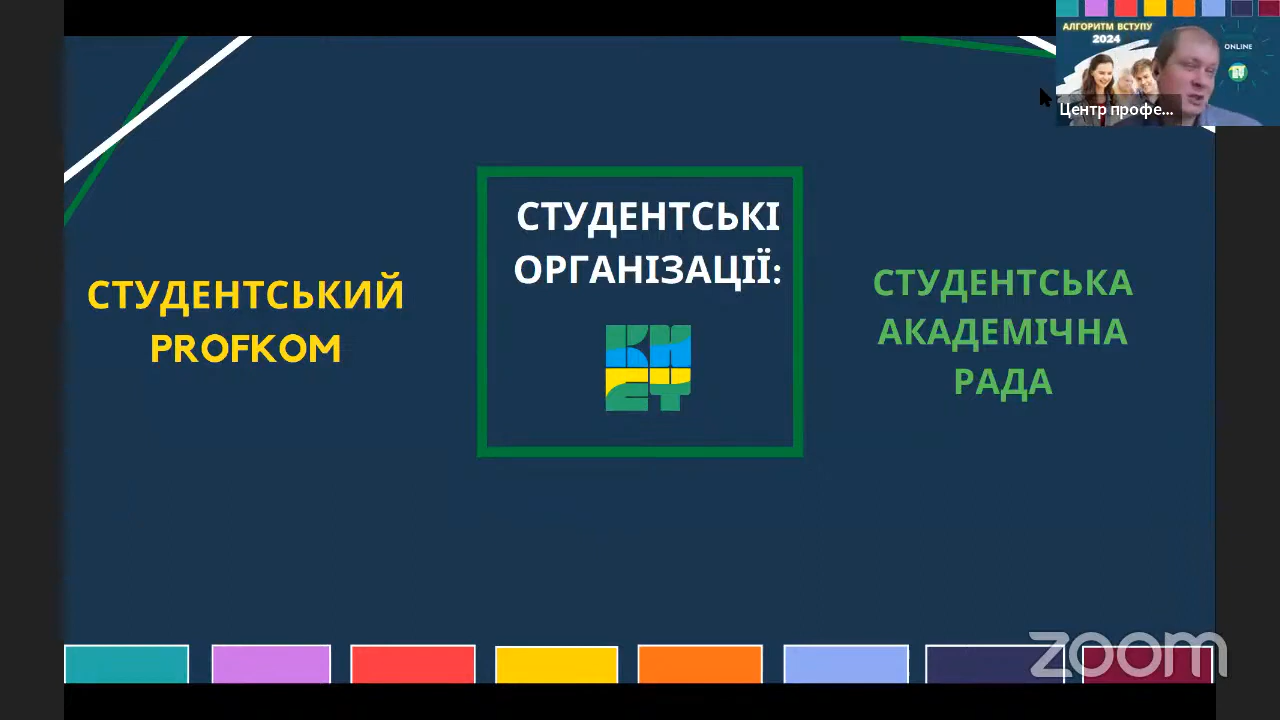 АЛГОРИТМ ВСТУПУ
2024
ONLINE
Центр профе...
СТУДЕНТСЬКІ
ОРГАНІЗАЦІЇ:
СТУДЕНТСЬКИЙ
PROFKOM
СТУДЕНТСЬКА
АКАДЕМІЧНА
РАДА
zoom